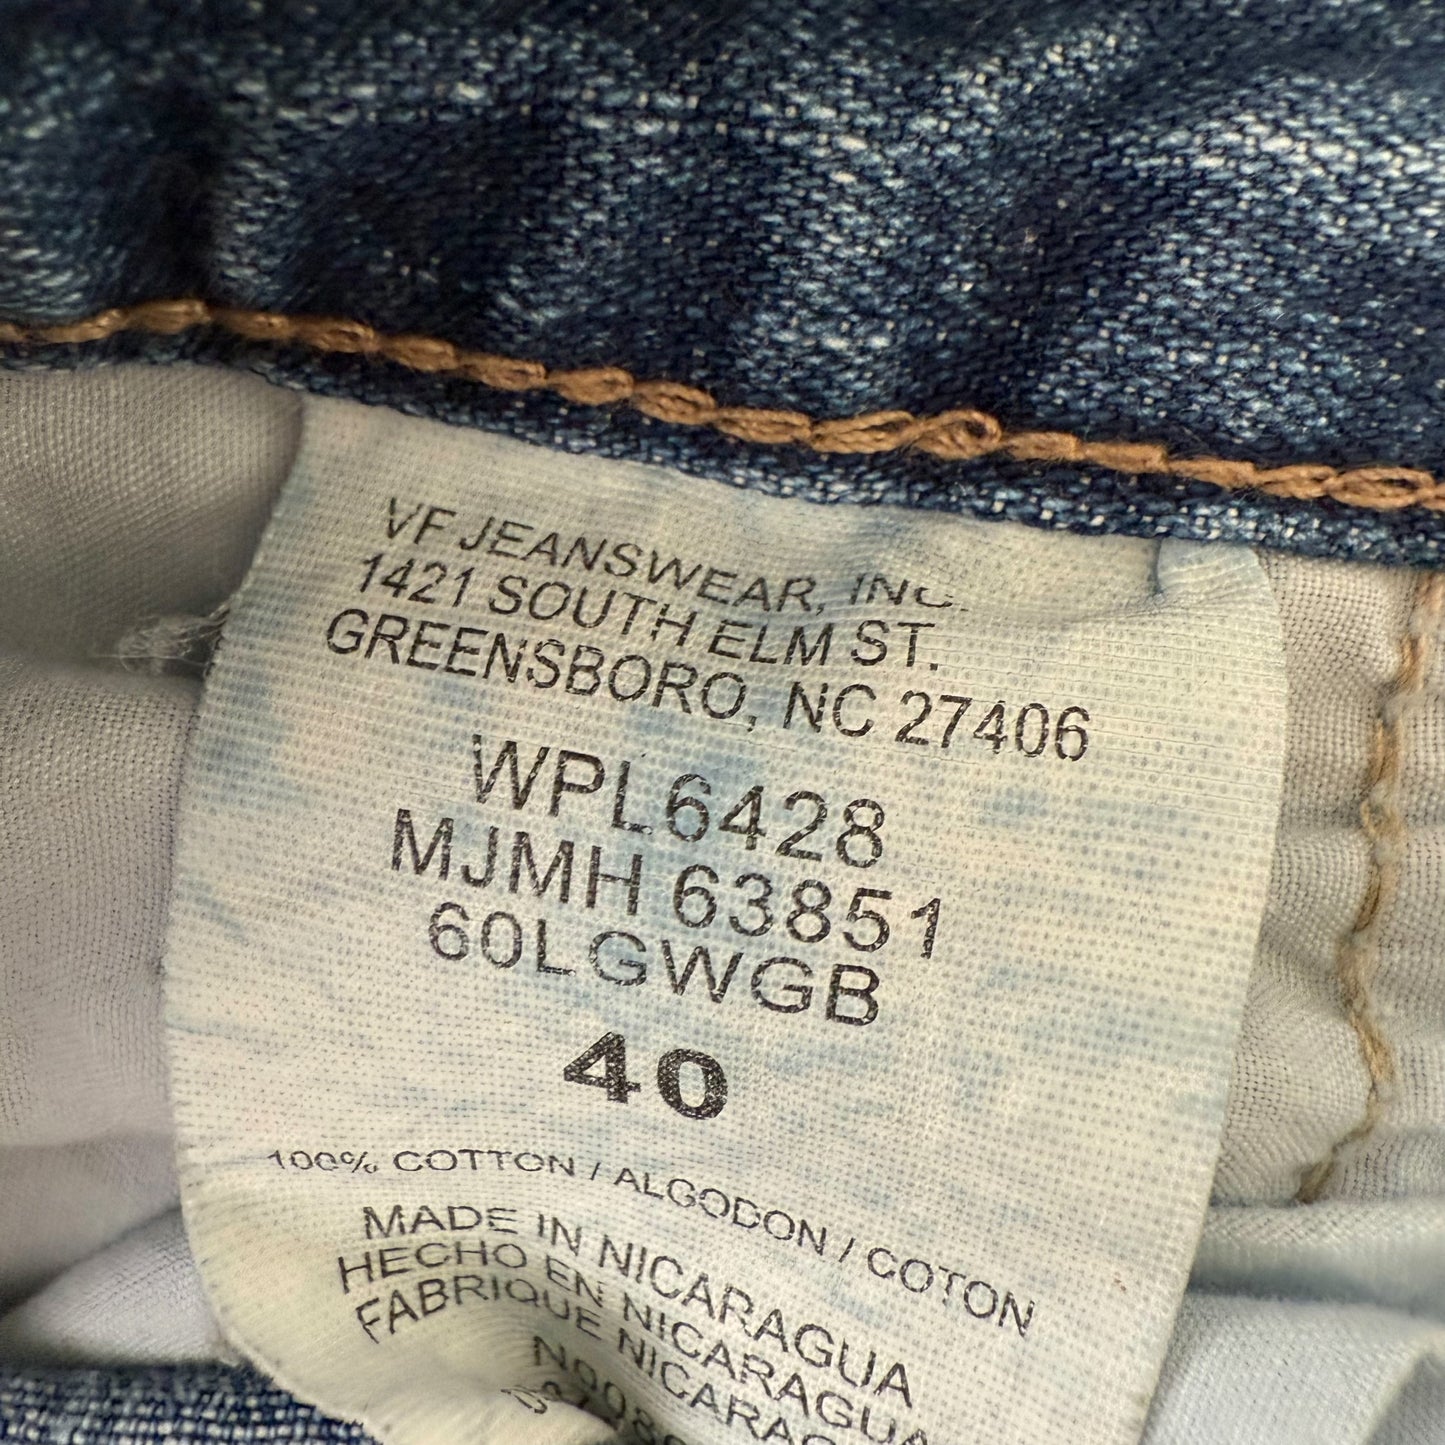 VF JEANSWEAR, INC.
1421 SOUTH ELM ST.
GREENSBORO, NC 27406
WPL6428
MJMH 63851
60LGWGB
40
100% COTTON / ALGODON / COTON
MADE IN NICARAGUA
HECHO EN NICARAGUA
FABRIQUE NICARAG